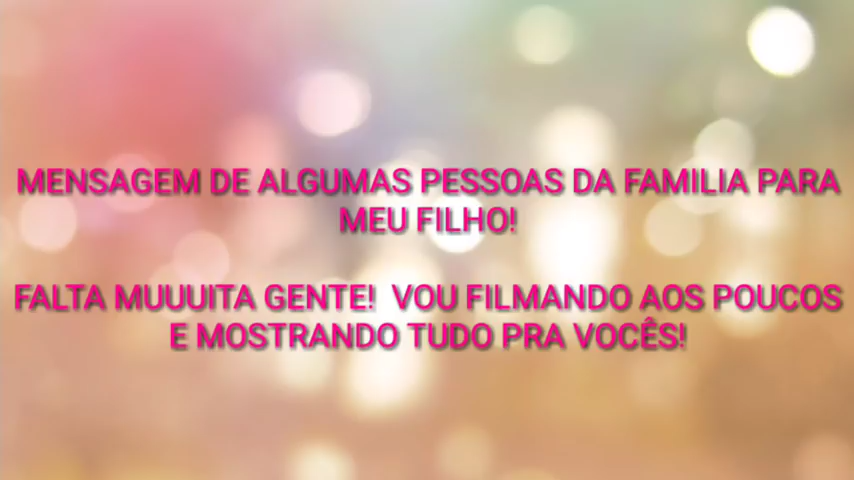 MENSAGEM DE ALGUMAS PESSOAS DA FAMILIA PARA
MEU FILHO!
FALTA MUUUITA GENTE! VOU FILMANDO AOS POUCOS
E MOSTRANDO TUDO PRA VOCÊS!